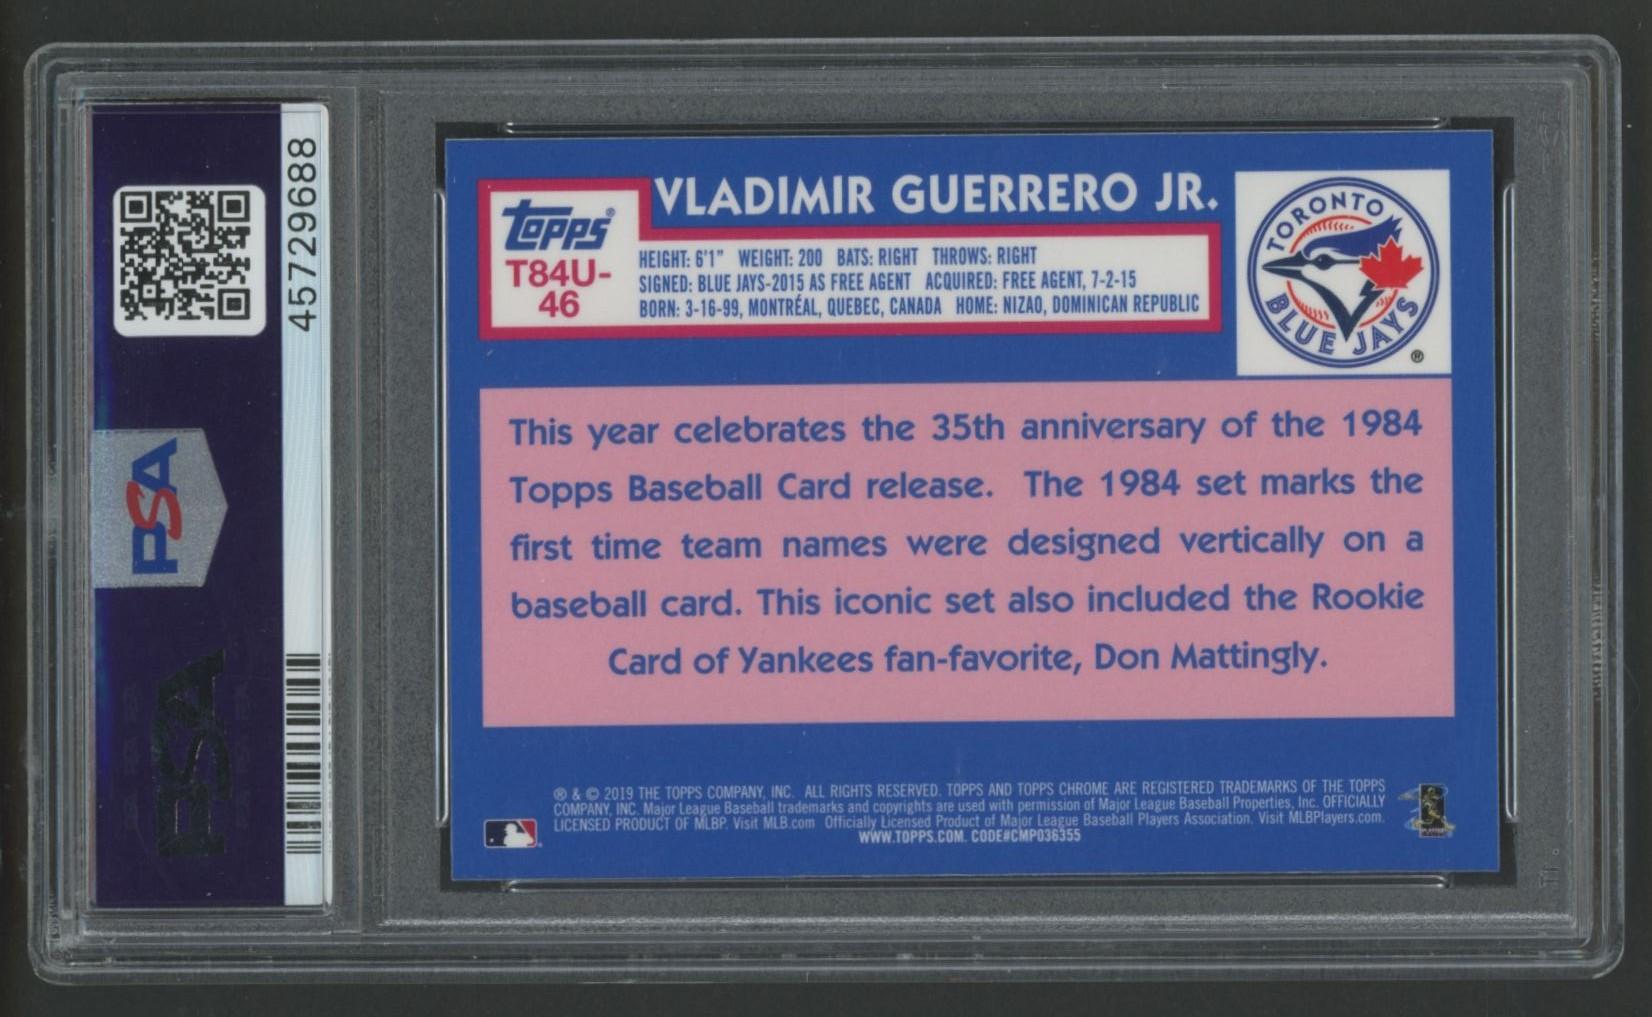 45729688
PSA
PSA
VLADIMIR GUERRERO JR.
topps®
T84U-
46
HEIGHT: 6'1" WEIGHT: 200 BATS: RIGHT THROWS: RIGHT
SIGNED: BLUE JAYS-2015 AS FREE AGENT ACQUIRED: FREE AGENT, 7-2-15
BORN: 3-16-99, MONTRÉAL, QUEBEC, CANADA HOME: NIZAO, DOMINICAN REPUBLIC
TORONTO
BLUE JAYS
®
This year celebrates the 35th anniversary of the 1984
Topps Baseball Card release. The 1984 set marks the
first time team names were designed vertically on a
baseball card. This iconic set also included the Rookie
Card of Yankees fan-favorite, Don Mattingly.
® & © 2019 THE TOPPS COMPANY, INC. ALL RIGHTS RESERVED. TOPPS AND TOPPS CHROME ARE REGISTERED TRADEMARKS OF THE TOPPS
COMPANY, INC. Major League Baseball trademarks and copyrights are used with permission of Major League Baseball Properties, Inc. OFFICIALLY
LICENSED PRODUCT OF MLBP. Visit MLB.com Officially Licensed Product of Major League Baseball Players Association. Visit MLBPlayers.com.
WWW.TOPPS.COM. CODE#CMP036355